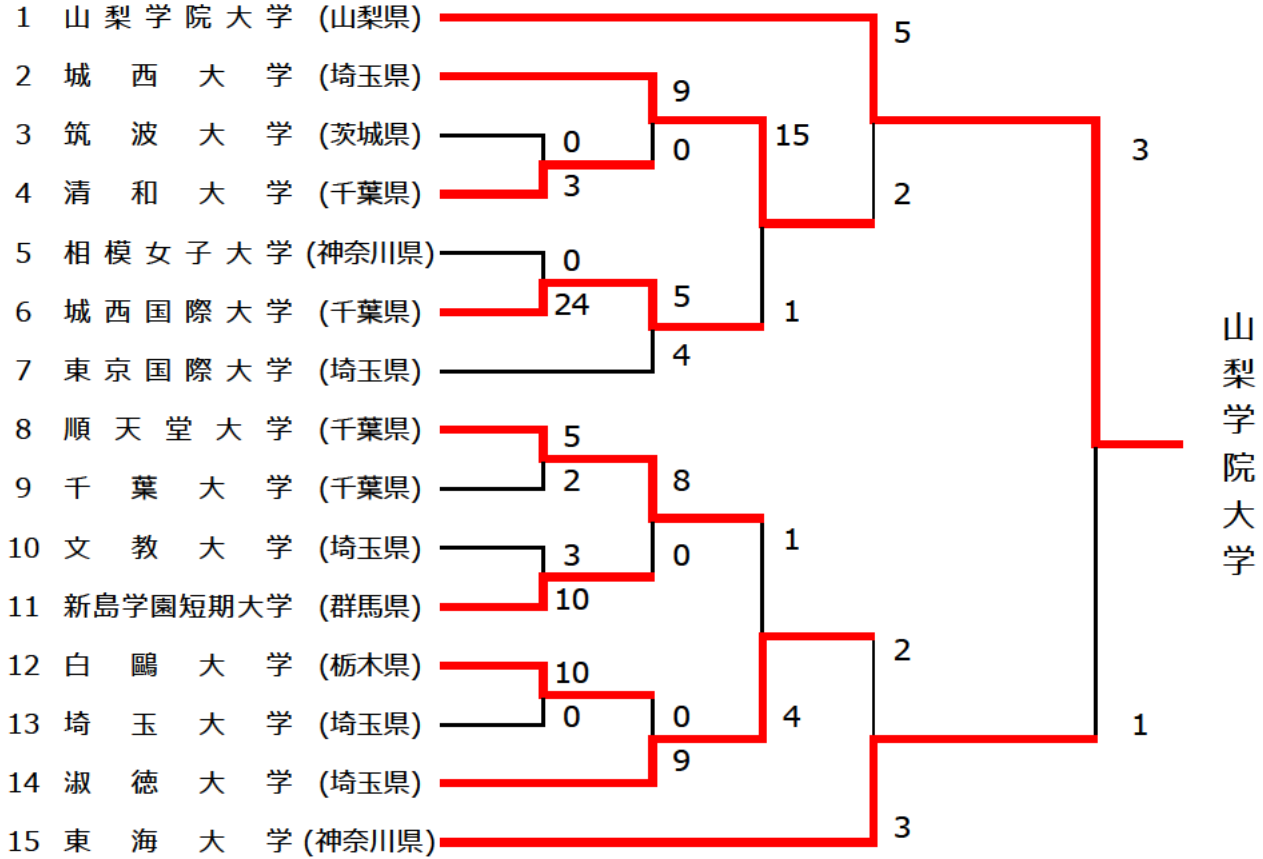 1 山梨学院大学 (山梨県)
2 城西大学 (埼玉県)
3 筑波大学 (茨城県)
4 清和大学 (千葉県)
5 相模女子大学 (神奈川県)
6 城西国際大学 (千葉県)
7 東京国際大学 (埼玉県)
8 順天堂大学 (千葉県)
9 千葉大学 (千葉県)
10 文教大学 (埼玉県)
11 新島学園短期大学 (群馬県)
12 白鷗大学 (栃木県)
13 埼玉大学 (埼玉県)
14 淑徳大学 (埼玉県)
15 東海大学 (神奈川県)
0
3
0
24
5
2
3
10
10
0
9
0
5
4
8
0
0
9
15
1
1
4
5
2
2
3
3
1
山梨学院大学